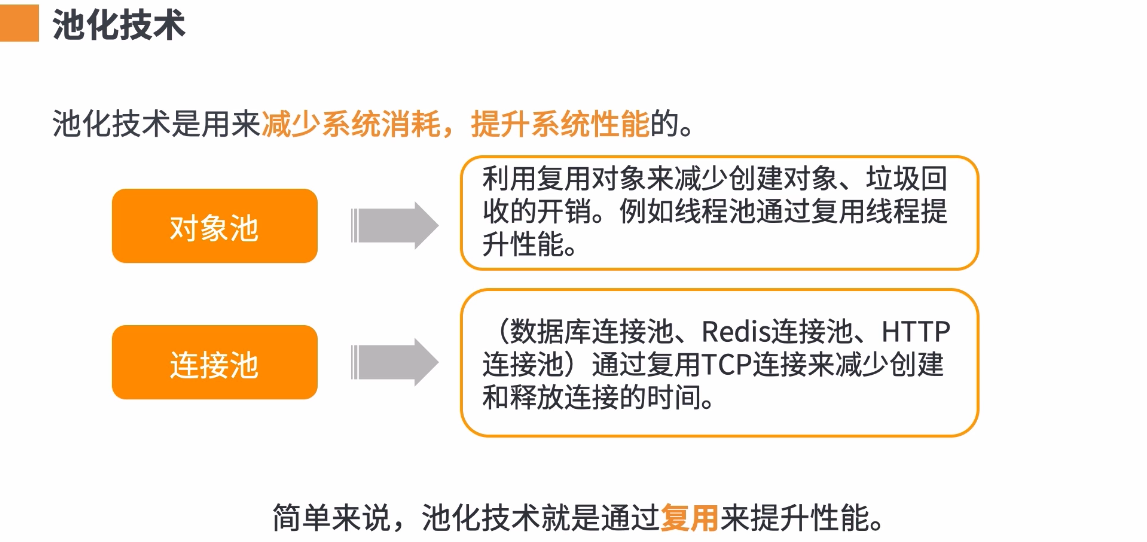 池化技术
池化技术是用来减少系统消耗，提升系统性能的。
对象池
利用复用对象来减少创建对象、垃圾回
收的开销。例如线程池通过复用线程提
升性能。
连接池
（数据库连接池、Redis连接池、HTTP
连接池）通过复用TCP连接来减少创建
和释放连接的时间。
简单来说，池化技术就是通过复用来提升性能。